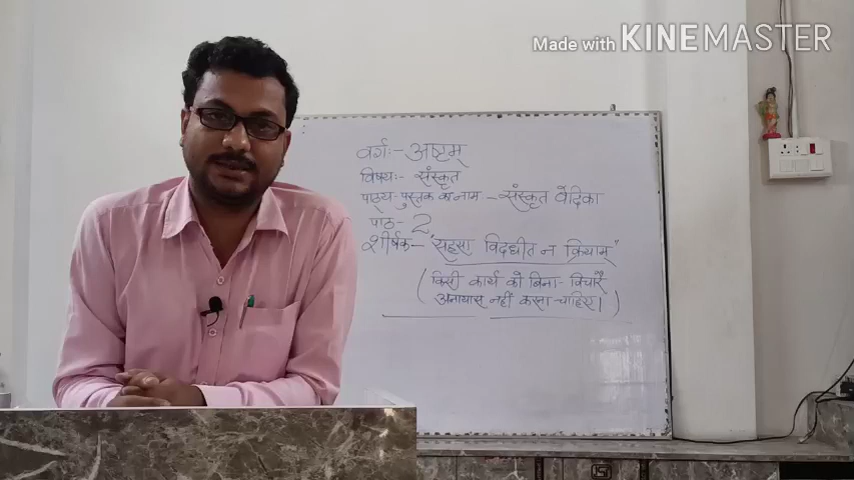 Made with KINEMASTER
वर्गः- अष्टम्
विषयः- संस्कृत
पाठ्य-पुस्तक का नाम - संस्कृत वेदिका
पाठ- 2
शीर्षक- "सहसा विदधीत न क्रियाम्"
(किसी कार्य को बिना- विचारे
अनायास नहीं करना चाहिए।)